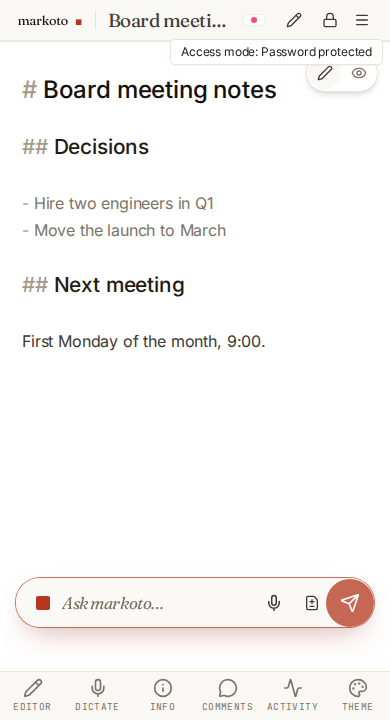 markoto
Board meeti...
Access mode: Password protected
# Board meeting notes
## Decisions
- Hire two engineers in Q1
- Move the launch to March
## Next meeting
First Monday of the month, 9:00.
Ask markoto...
EDITOR
DICTATE
INFO
COMMENTS
ACTIVITY
THEME